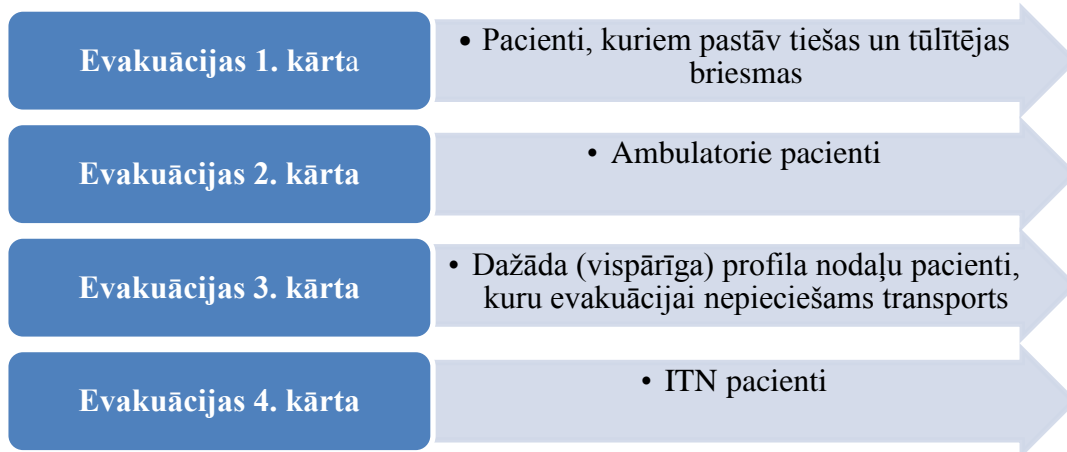 Evakuācijas 1. kārta
• Pacienti, kuriem pastāv tiešas un tūlītējas
briesmas
Evakuācijas 2. kārta
• Ambulatorie pacienti
Evakuācijas 3. kārta
• Dažāda (vispārīga) profila nodaļu pacienti,
kuru evakuācijai nepieciešams transports
Evakuācijas 4. kārta
• ITN pacienti